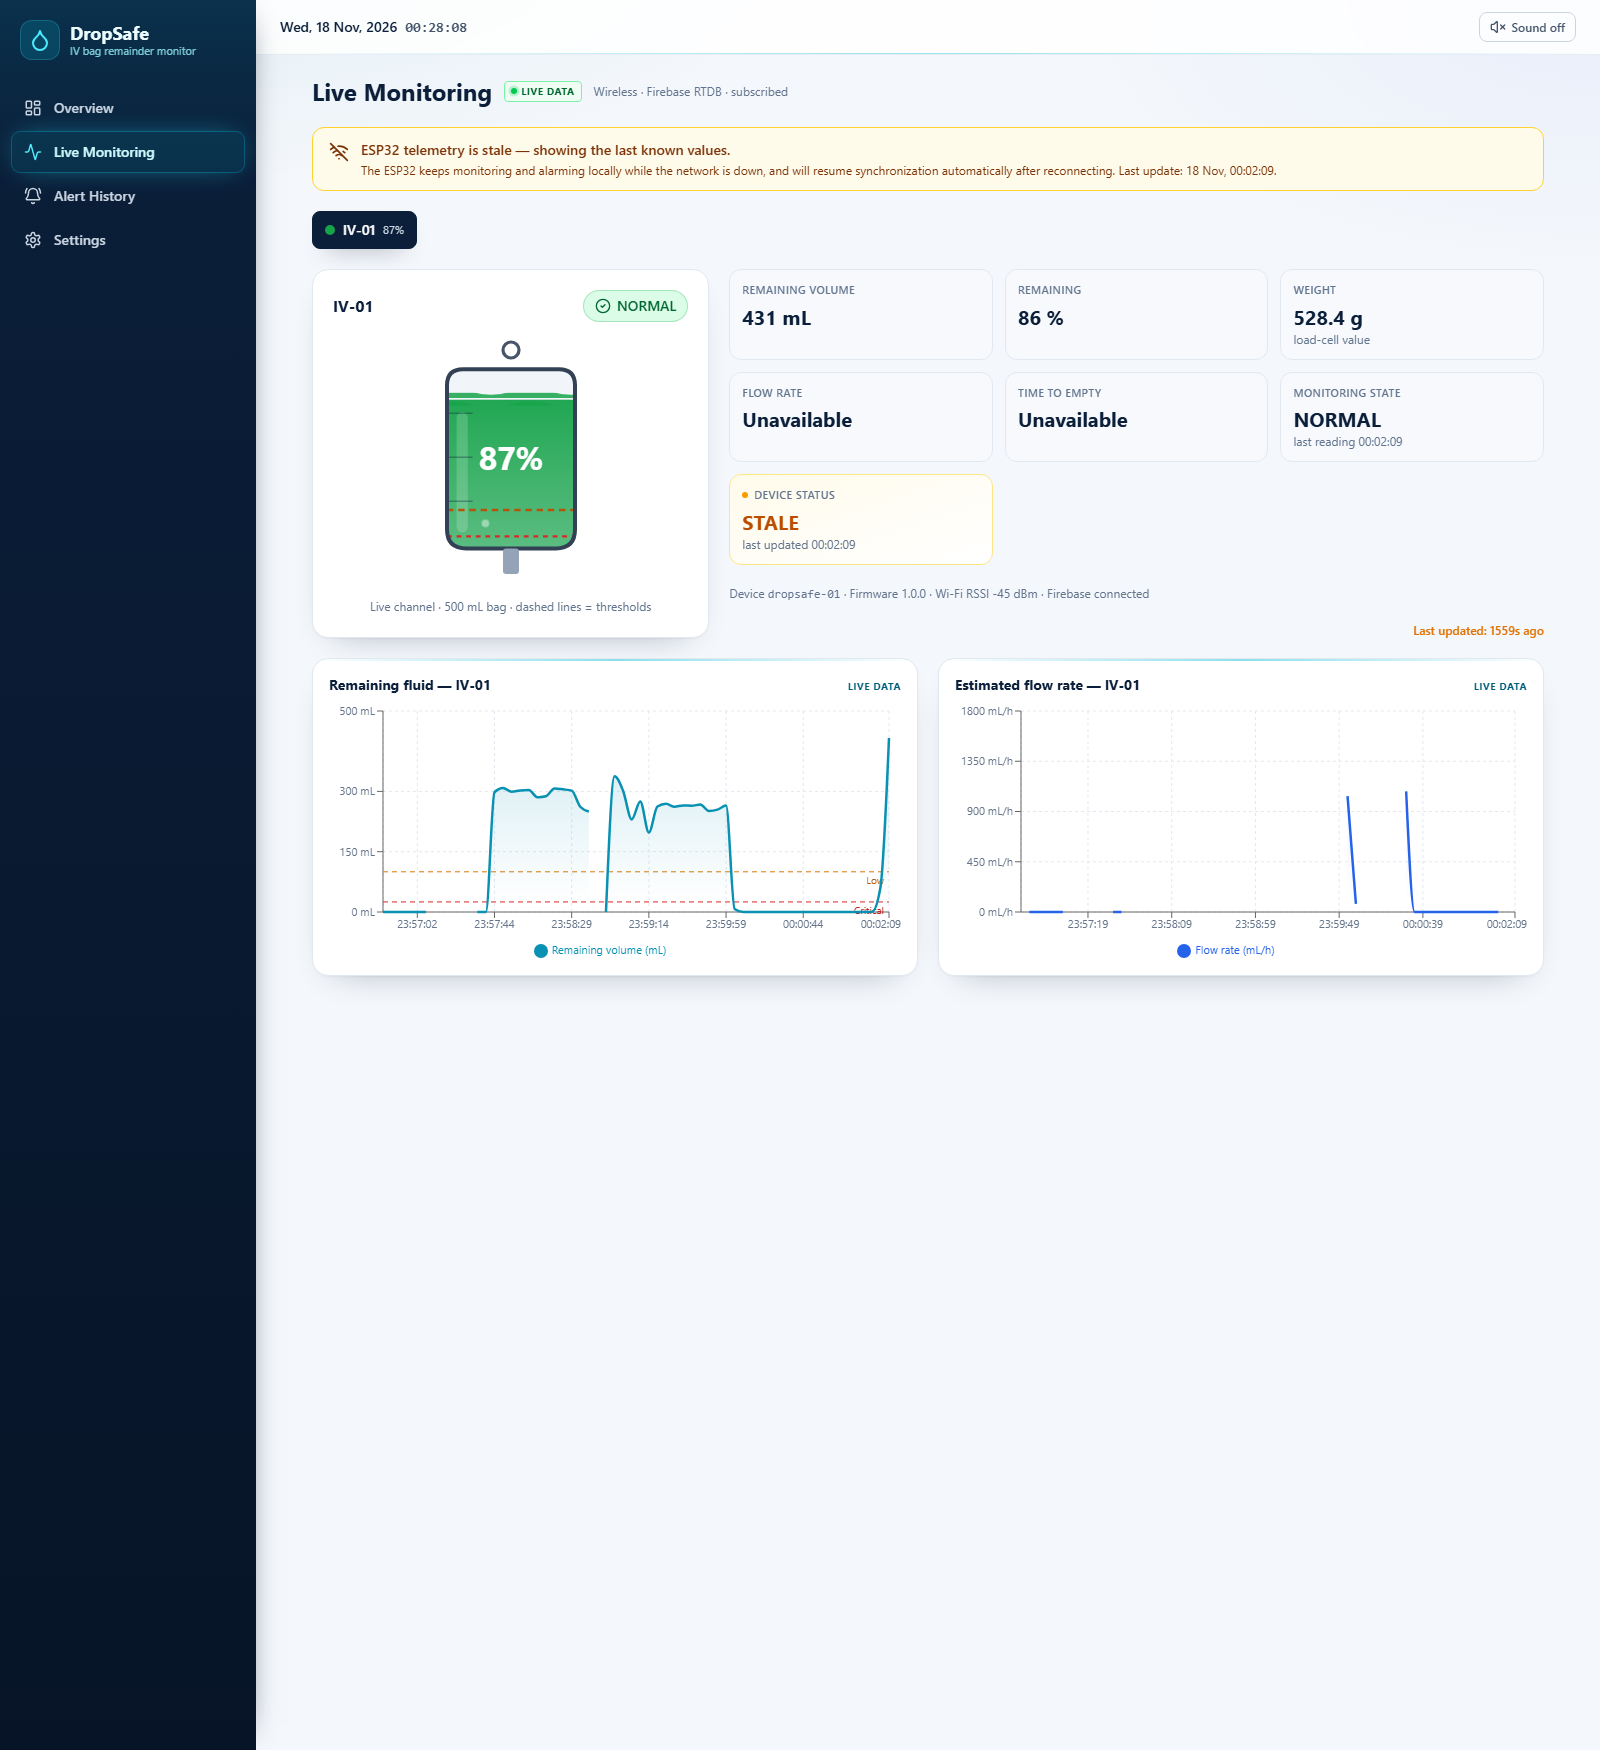 DropSafe
IV bag remainder monitor
Overview
Live Monitoring
Alert History
Settings
Wed, 18 Nov, 2026 00:28:08
Sound off
Live Monitoring
LIVE DATA
Wireless · Firebase RTDB · subscribed
ESP32 telemetry is stale — showing the last known values.
The ESP32 keeps monitoring and alarming locally while the network is down, and will resume synchronization automatically after reconnecting. Last update: 18 Nov, 00:02:09.
IV-01 87%
IV-01
NORMAL
87%
Live channel · 500 mL bag · dashed lines = thresholds
REMAINING VOLUME
431 mL
REMAINING
86 %
WEIGHT
528.4 g
load-cell value
FLOW RATE
Unavailable
TIME TO EMPTY
Unavailable
MONITORING STATE
NORMAL
last reading 00:02:09
DEVICE STATUS
STALE
last updated 00:02:09
Device dropsafe-01 · Firmware 1.0.0 · Wi-Fi RSSI -45 dBm · Firebase connected
Last updated: 1559s ago
Remaining fluid — IV-01
LIVE DATA
500 mL
300 mL
150 mL
0 mL
Low
Critical
23:57:02 23:57:44 23:58:29 23:59:14 23:59:59 00:00:44 00:02:09
Remaining volume (mL)
Estimated flow rate — IV-01
LIVE DATA
1800 mL/h
1350 mL/h
900 mL/h
450 mL/h
0 mL/h
23:57:19 23:58:09 23:58:59 23:59:49 00:00:39 00:02:09
Flow rate (mL/h)